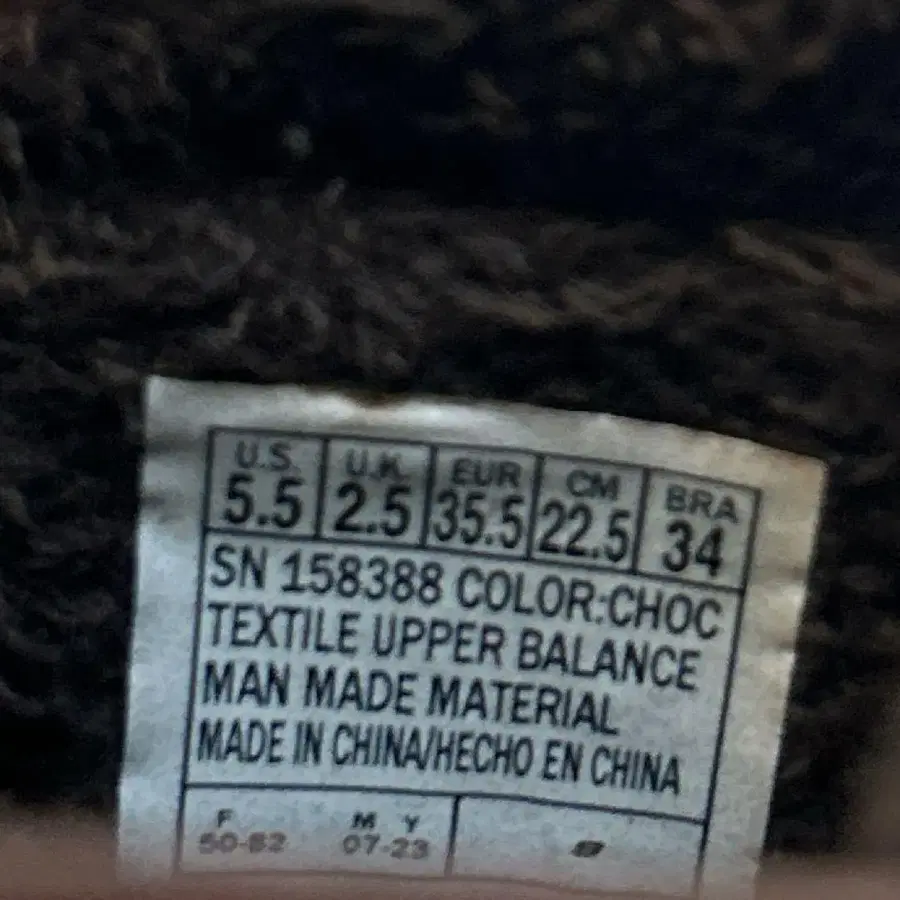 U.S. U.K. EUR CM BRA
5.5 2.5 35.5 22.5 34
SN 158388 COLOR:CHOC
TEXTILE UPPER BALANCE
MAN MADE MATERIAL
MADE IN CHINA/HECHO EN CHINA
F M Y
07-23